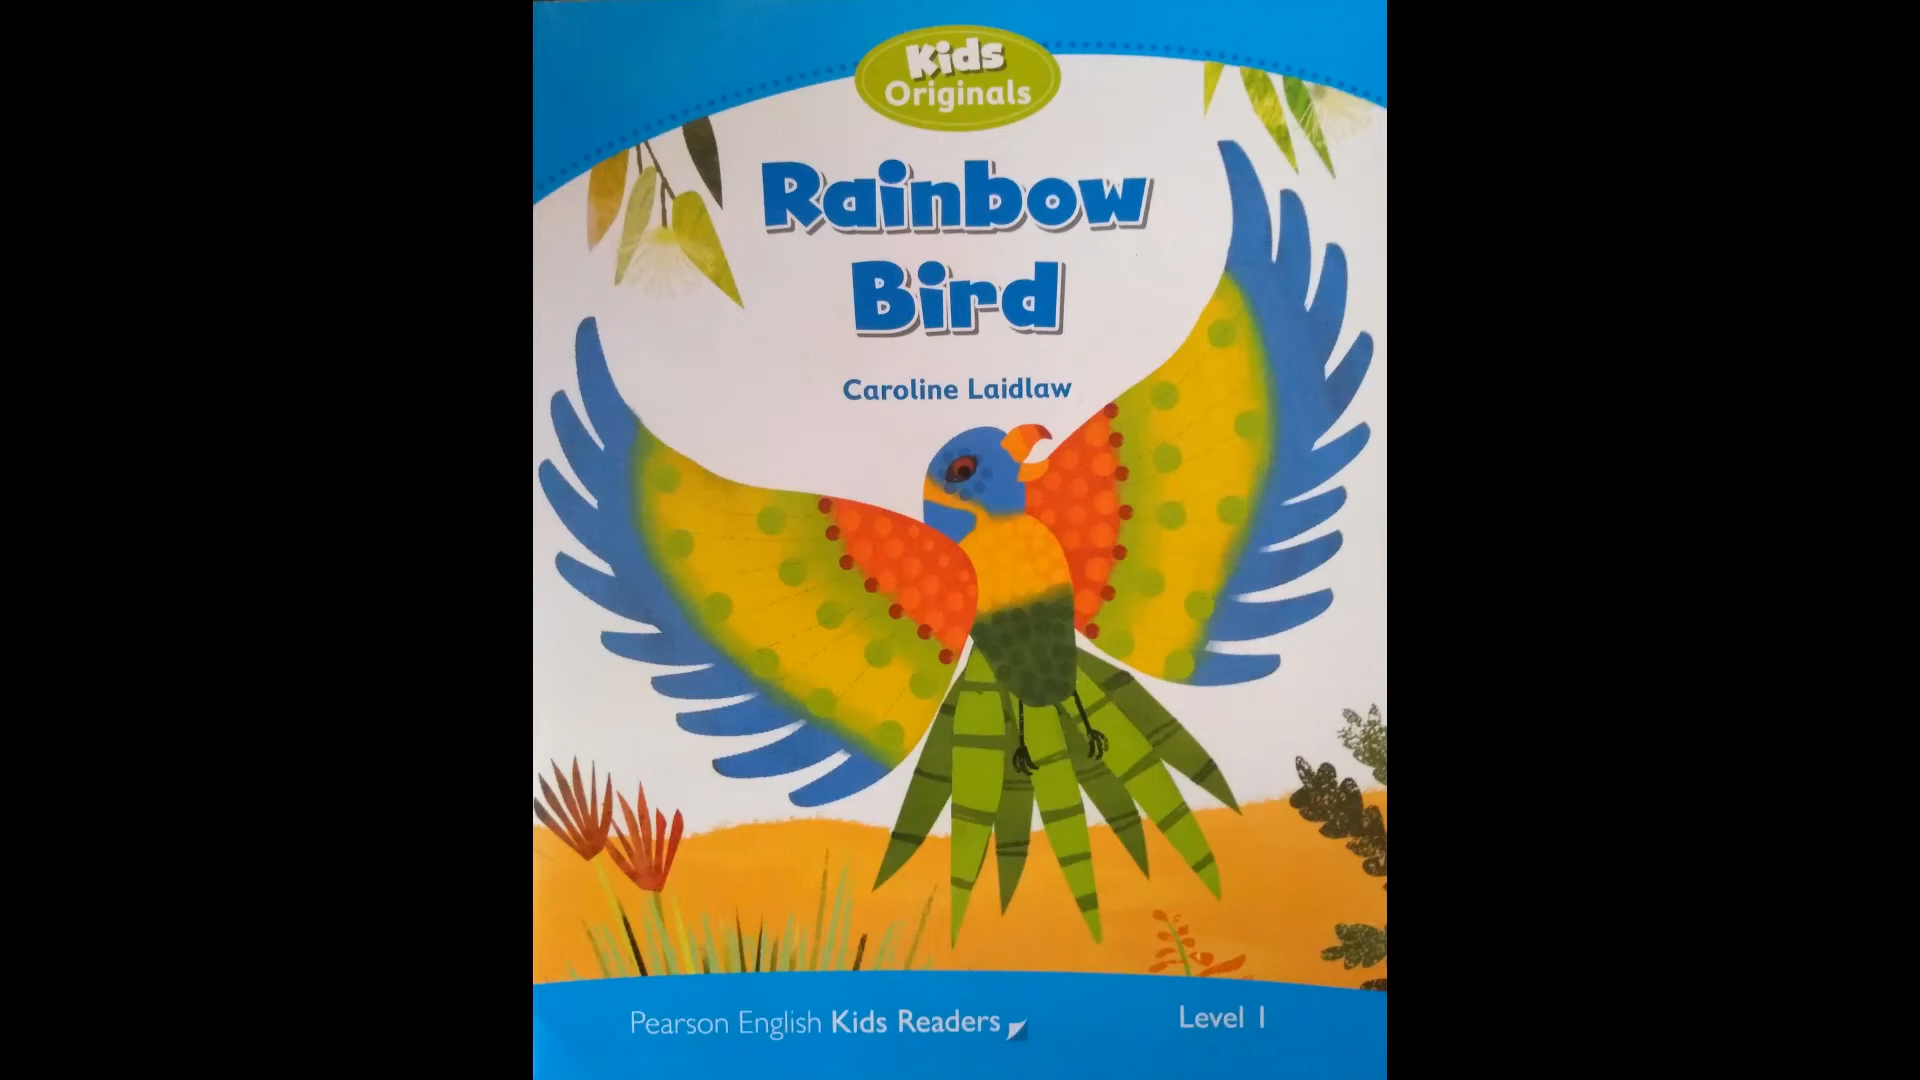 Kids
Originals
Rainbow
Bird
Caroline Laidlaw
Pearson English Kids Readers
Level 1